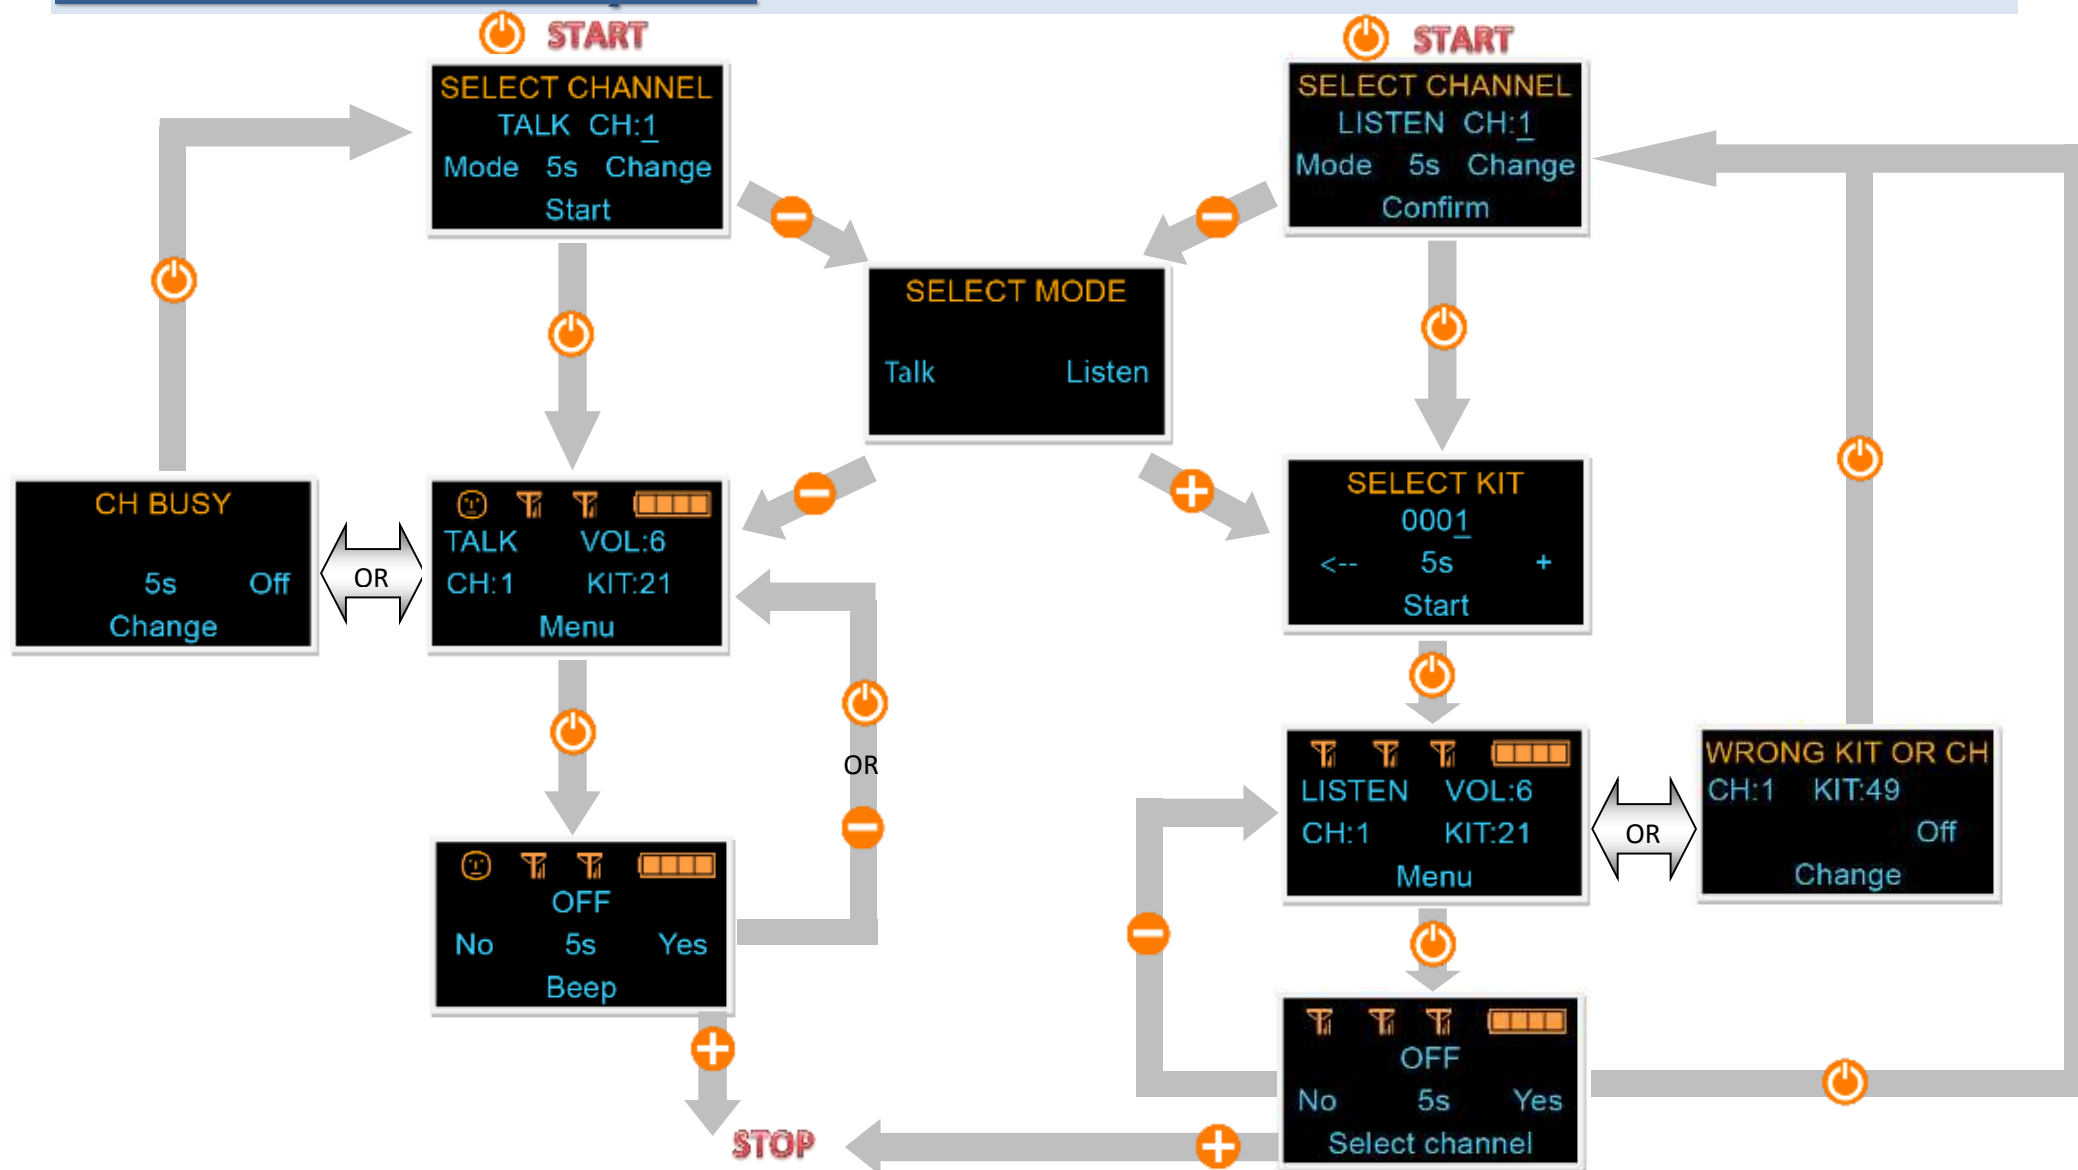 START
SELECT CHANNEL
TALK CH:1
Mode 5s Change
Start
START
SELECT CHANNEL
LISTEN CH:1
Mode 5s Change
Confirm
SELECT MODE
Talk Listen
CH BUSY
5s Off
Change
OR
TALK VOL:6
CH:1 KIT:21
Menu
SELECT KIT
0001
<-- 5s +
Start
OR
LISTEN VOL:6
CH:1 KIT:21
Menu
OR
WRONG KIT OR CH
CH:1 KIT:49
Off
Change
OFF
No 5s Yes
Beep
OFF
No 5s Yes
Select channel
STOP